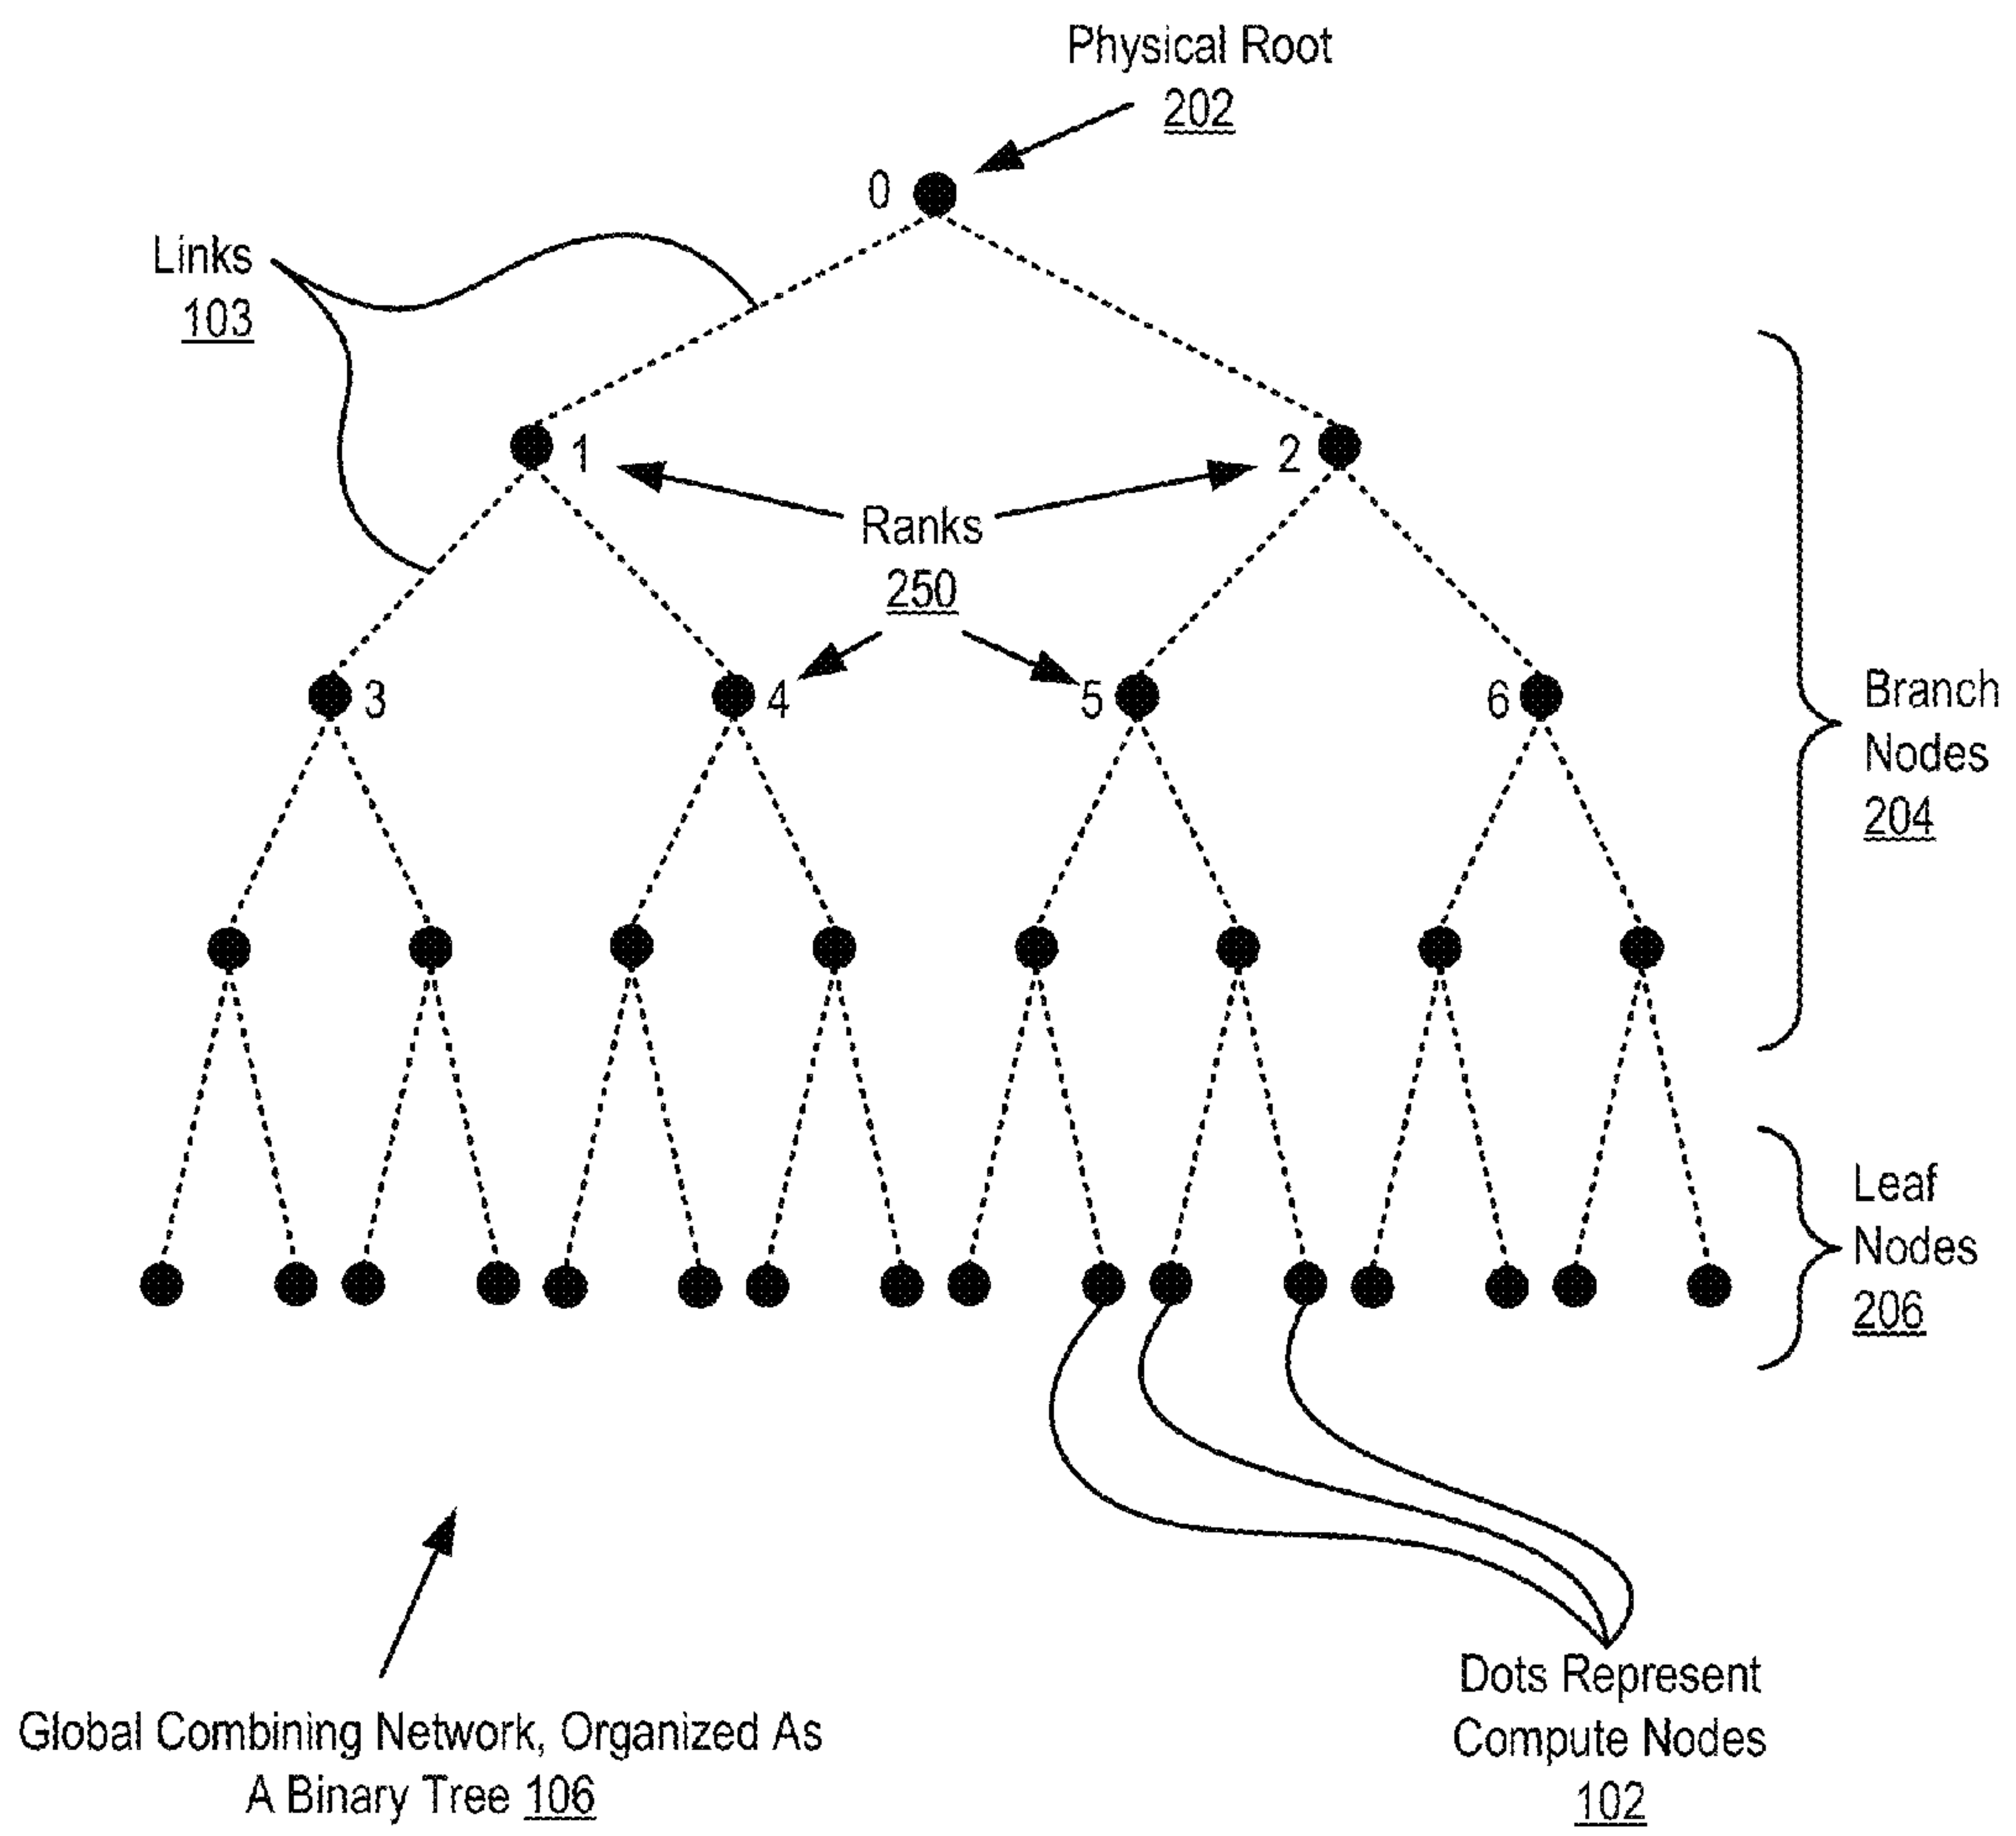 Physical Root
202
0
Links
103
1
2
Ranks
250
3
4
5
6
Branch
Nodes
204
Leaf
Nodes
206
Dots Represent
Compute Nodes
102
Global Combining Network, Organized As
A Binary Tree 106